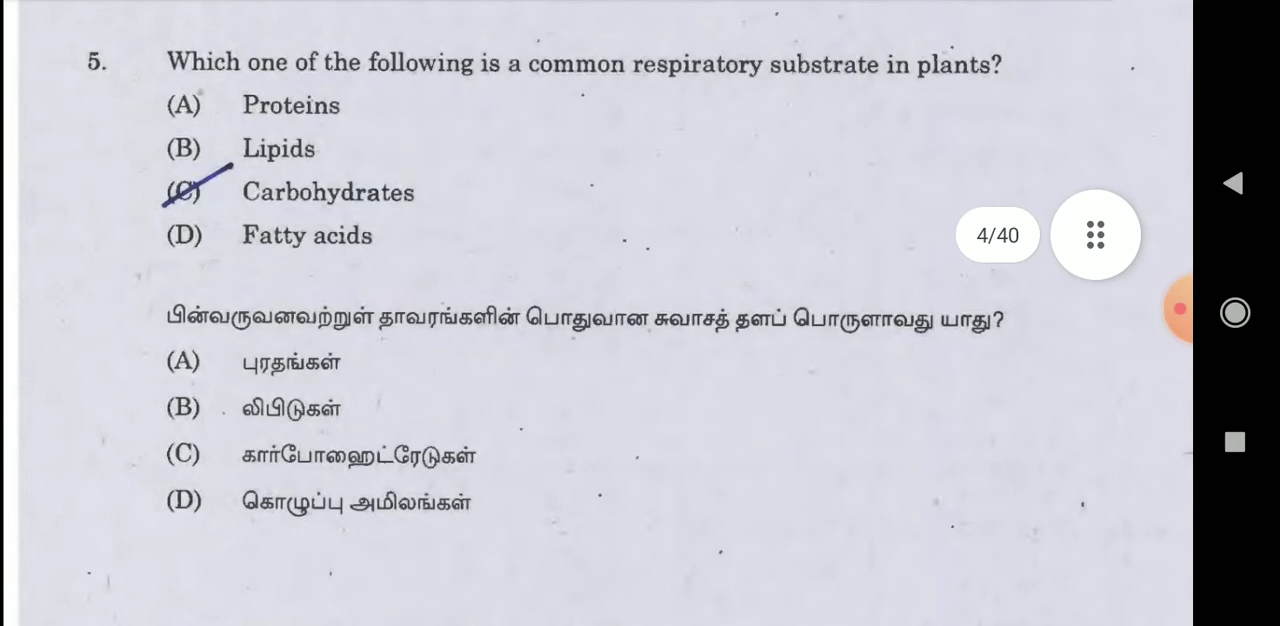 5. Which one of the following is a common respiratory substrate in plants?
(A) Proteins
(B) Lipids
(C) Carbohydrates
(D) Fatty acids
4/40
பின்வருவனவற்றுள் தாவரங்களின் பொதுவான சுவாசத் தளப் பொருளாவது யாது?
(A) புரதங்கள்
(B) லிபிடுகள்
(C) கார்போஹைட்ரேடுகள்
(D) கொழுப்பு அமிலங்கள்